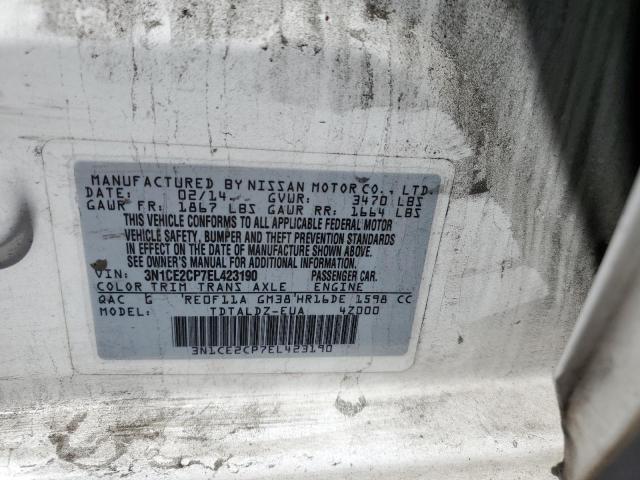 MANUFACTURED BY NISSAN MOTOR CO., LTD.
DATE: 02/14 GVWR: 3470 LBS
GAWR FR: 1867 LBS GAWR RR: 1664 LBS
THIS VEHICLE CONFORMS TO ALL APPLICABLE FEDERAL MOTOR
VEHICLE SAFETY, BUMPER AND THEFT PREVENTION STANDARDS
IN EFFECT ON THE DATE OF MANUFACTURE SHOWN ABOVE.
SEE OWNER'S MANUAL FOR ADDITIONAL INFORMATION.
VIN: 3N1CE2CP7EL423190 PASSENGER CAR.
COLOR TRIM TRANS AXLE ENGINE
QAC G RE0F11A GM38 HR16DE 1598 CC
MODEL: TDTALDZ-EUA 4Z000
3N1CE2CP7EL423190